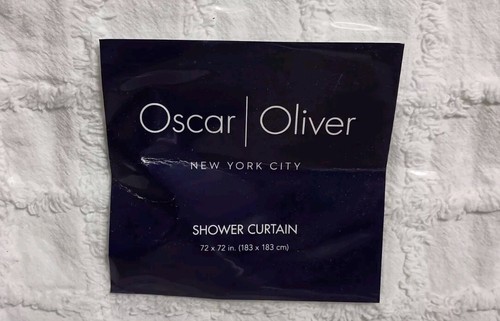 Oscar | Oliver
NEW YORK CITY
SHOWER CURTAIN
72 x 72 in. (183 x 183 cm)